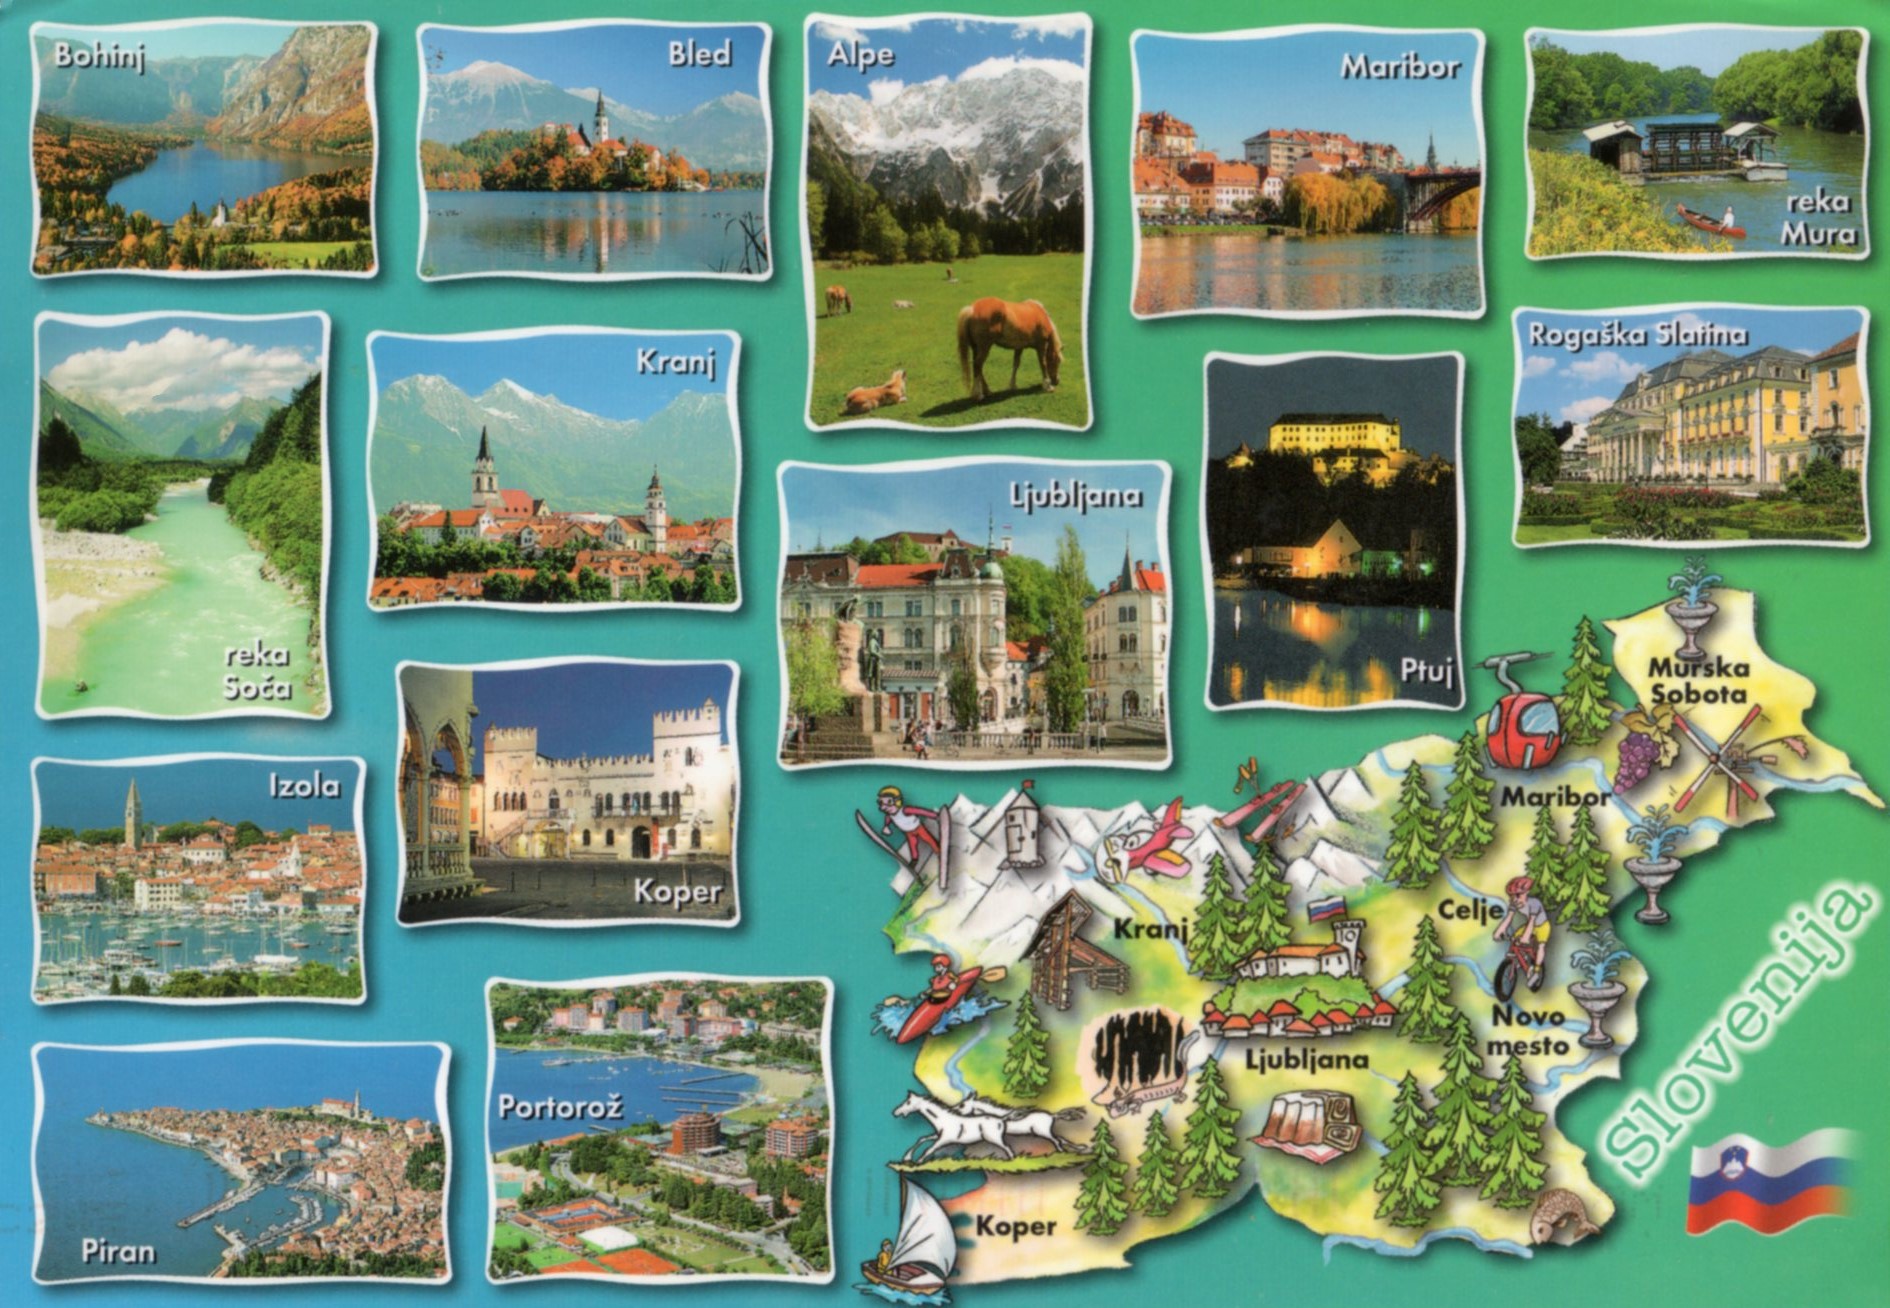 Bohinj
Bled
Alpe
Maribor
reka
Mura
reka
Soča
Kranj
Ljubljana
Ptuj
Rogaška Slatina
Izola
Koper
Piran
Portorož
Murska
Sobota
Maribor
Celje
Kranj
Novo
mesto
Ljubljana
Koper
Slovenija